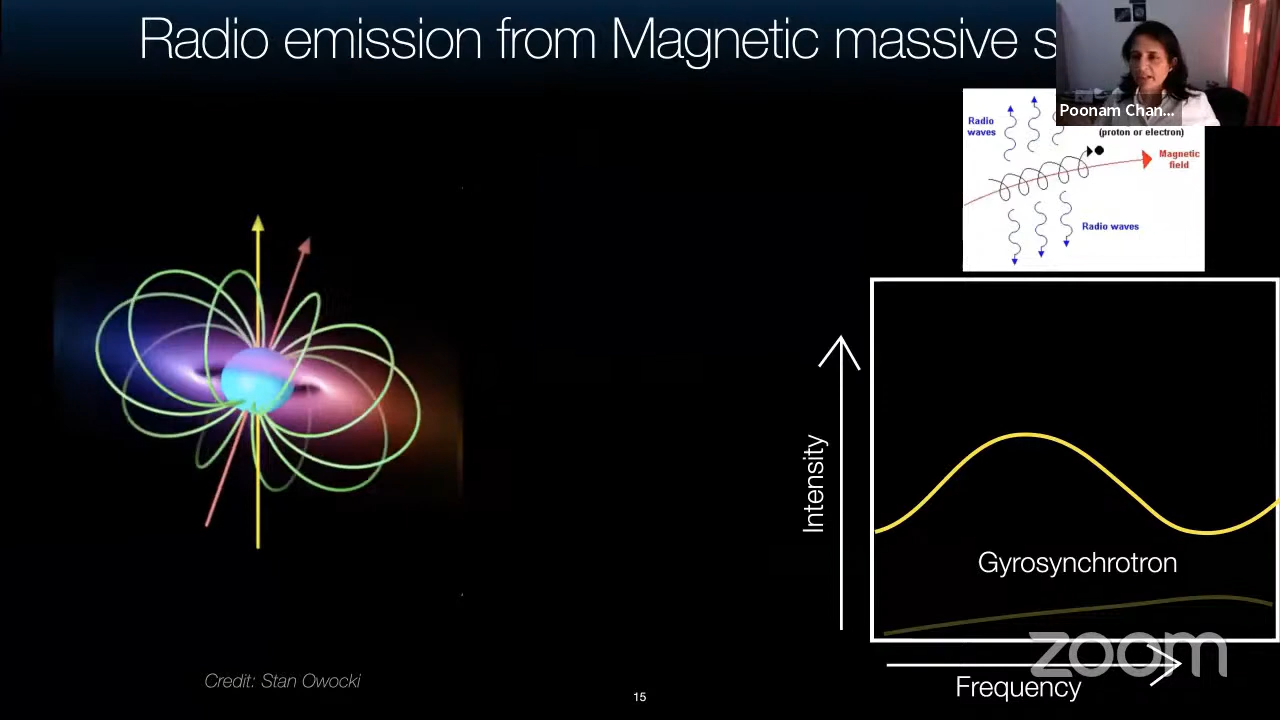 Radio emission from Magnetic massive s
Poonam Chan...
Radio
waves
(proton or electron)
Magnetic
field
Radio waves
Intensity
Gyrosynchrotron
zoom
Frequency
Credit: Stan Owocki
15